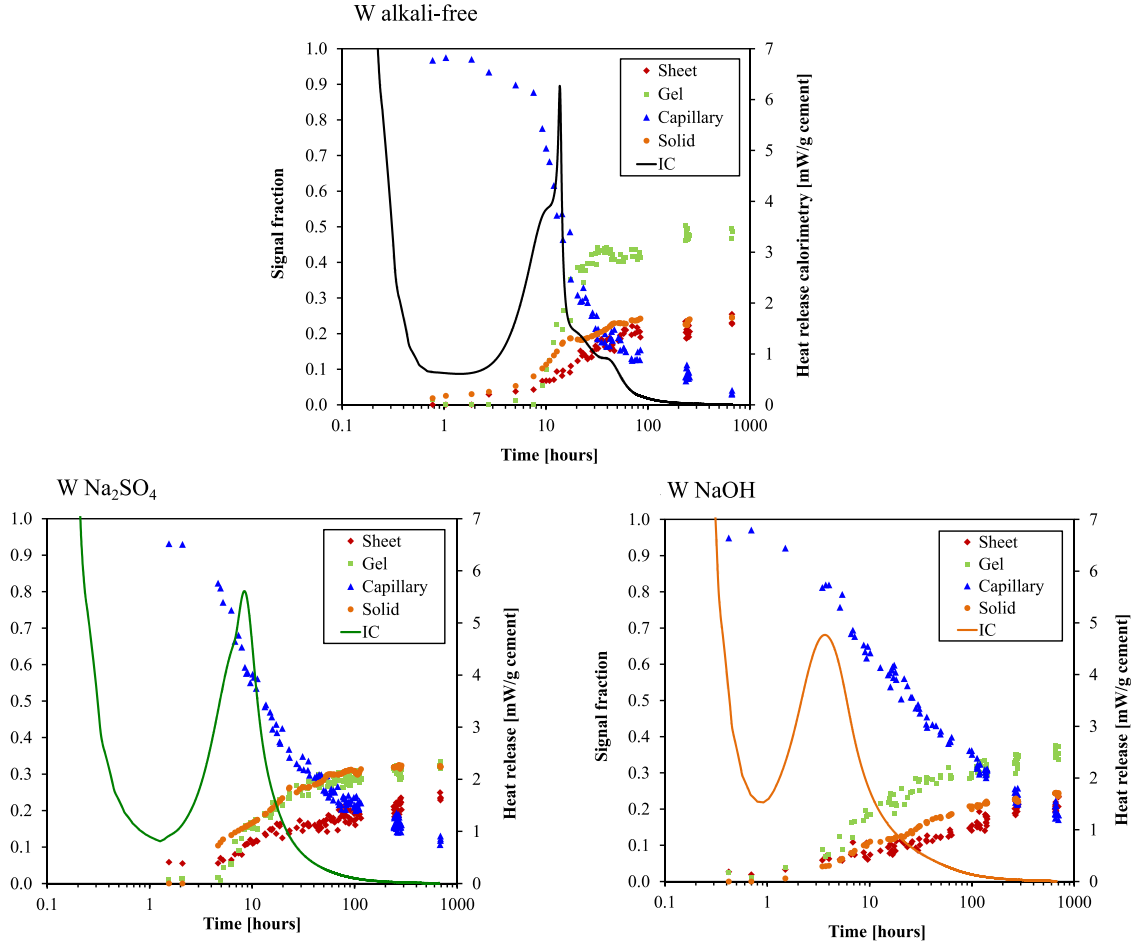 W alkali-free
1.0
0.9
0.8
0.7
0.6
0.5
0.4
0.3
0.2
0.1
0.0
Signal fraction
7
6
5
4
3
2
1
0
Heat release calorimetry [mW/g cement]
Sheet
Gel
Capillary
Solid
IC
0.1 1 10 100 1000
Time [hours]
W Na₂SO₄
1.0
0.9
0.8
0.7
0.6
0.5
0.4
0.3
0.2
0.1
0.0
7
6
5
4
3
2
1
0
Heat release [mW/g cement]
Sheet
Gel
Capillary
Solid
IC
0.1 1 10 100 1000
Time [hours]
W NaOH
1.0
0.9
0.8
0.7
0.6
0.5
0.4
0.3
0.2
0.1
0.0
Signal fraction
7
6
5
4
3
2
1
0
Heat release [mW/g cement]
Sheet
Gel
Capillary
Solid
IC
0.1 1 10 100 1000
Time [hours]